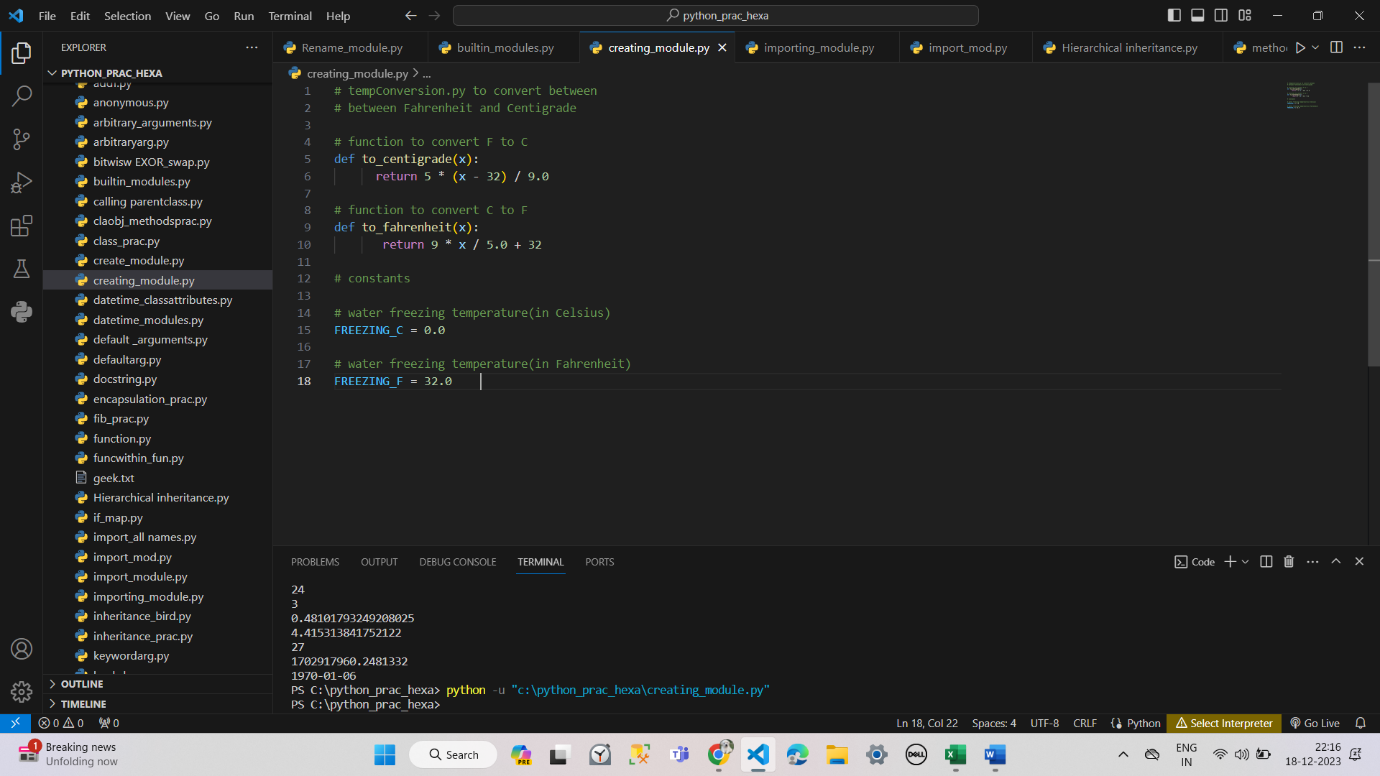 File Edit Selection View Go Run Terminal Help
python_prac_hexa
EXPLORER
Rename_module.py
builtin_modules.py
creating_module.py
importing_module.py
import_mod.py
Hierarchical inheritance.py
metho
PYTHON_PRAC_HEXA
anonymous.py
arbitrary_arguments.py
arbitraryarg.py
bitwisw EXOR_swap.py
builtin_modules.py
calling parentclass.py
claobj_methodsprac.py
class_prac.py
create_module.py
creating_module.py
datetime_classattributes.py
datetime_modules.py
default _arguments.py
defaultarg.py
docstring.py
encapsulation_prac.py
fib_prac.py
function.py
funcwithin_fun.py
geek.txt
Hierarchical inheritance.py
if_map.py
import_all names.py
import_mod.py
import_module.py
importing_module.py
inheritance_bird.py
inheritance_prac.py
keywordarg.py
OUTLINE
TIMELINE
creating_module.py > ...
1 # tempConversion.py to convert between
2 # between Fahrenheit and Centigrade
3
4 # function to convert F to C
5 def to_centigrade(x):
6 return 5 * (x - 32) / 9.0
7
8 # function to convert C to F
9 def to_fahrenheit(x):
10 return 9 * x / 5.0 + 32
11
12 # constants
13
14 # water freezing temperature(in Celsius)
15 FREEZING_C = 0.0
16
17 # water freezing temperature(in Fahrenheit)
18 FREEZING_F = 32.0
PROBLEMS OUTPUT DEBUG CONSOLE TERMINAL PORTS
Code
24
3
0.48101793249208025
4.415313841752122
27
1702917960.2481332
1970-01-06
PS C:\python_prac_hexa> python -u "c:\python_prac_hexa\creating_module.py"
PS C:\python_prac_hexa>
0 0 0
Ln 18, Col 22 Spaces: 4 UTF-8 CRLF Python Select Interpreter Go Live
1 Breaking news
Unfolding now
Search
PRE
DELL
ENG
IN
22:16
18-12-2023